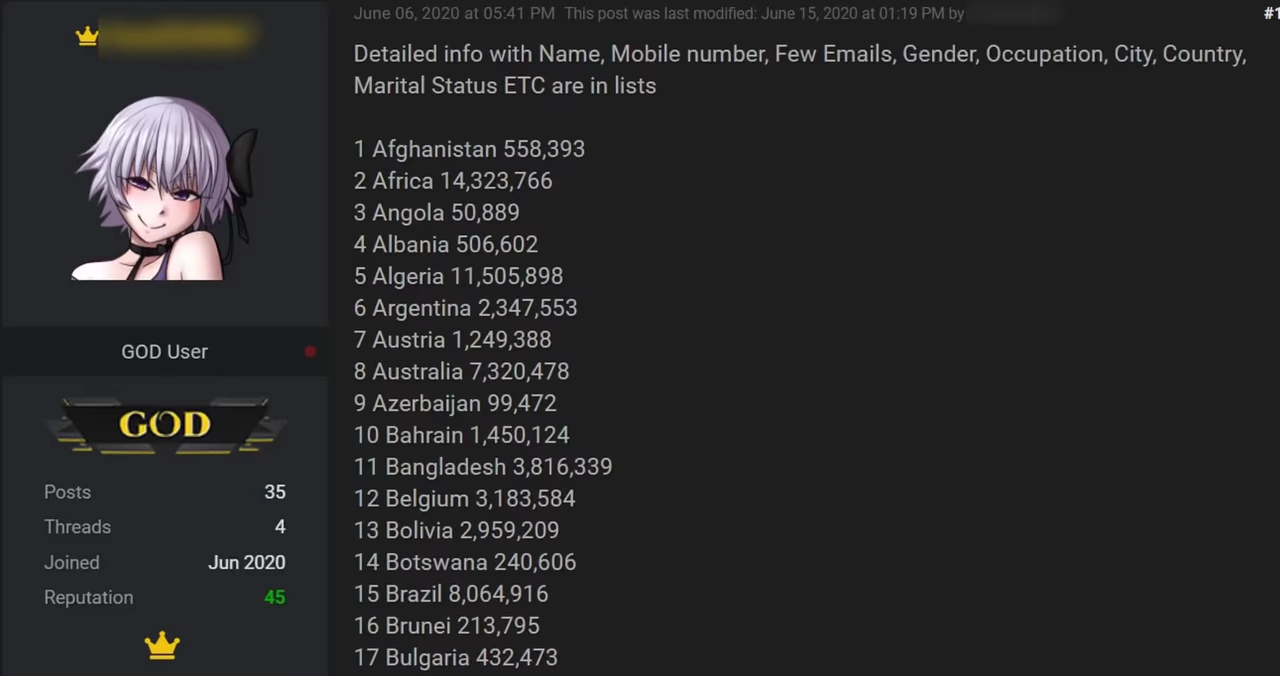 June 06, 2020 at 05:41 PM This post was last modified: June 15, 2020 at 01:19 PM by
#1
Detailed info with Name, Mobile number, Few Emails, Gender, Occupation, City, Country,
Marital Status ETC are in lists
1 Afghanistan 558,393
2 Africa 14,323,766
3 Angola 50,889
4 Albania 506,602
5 Algeria 11,505,898
6 Argentina 2,347,553
7 Austria 1,249,388
8 Australia 7,320,478
9 Azerbaijan 99,472
10 Bahrain 1,450,124
11 Bangladesh 3,816,339
12 Belgium 3,183,584
13 Bolivia 2,959,209
14 Botswana 240,606
15 Brazil 8,064,916
16 Brunei 213,795
17 Bulgaria 432,473
GOD User
GOD
Posts 35
Threads 4
Joined Jun 2020
Reputation 45